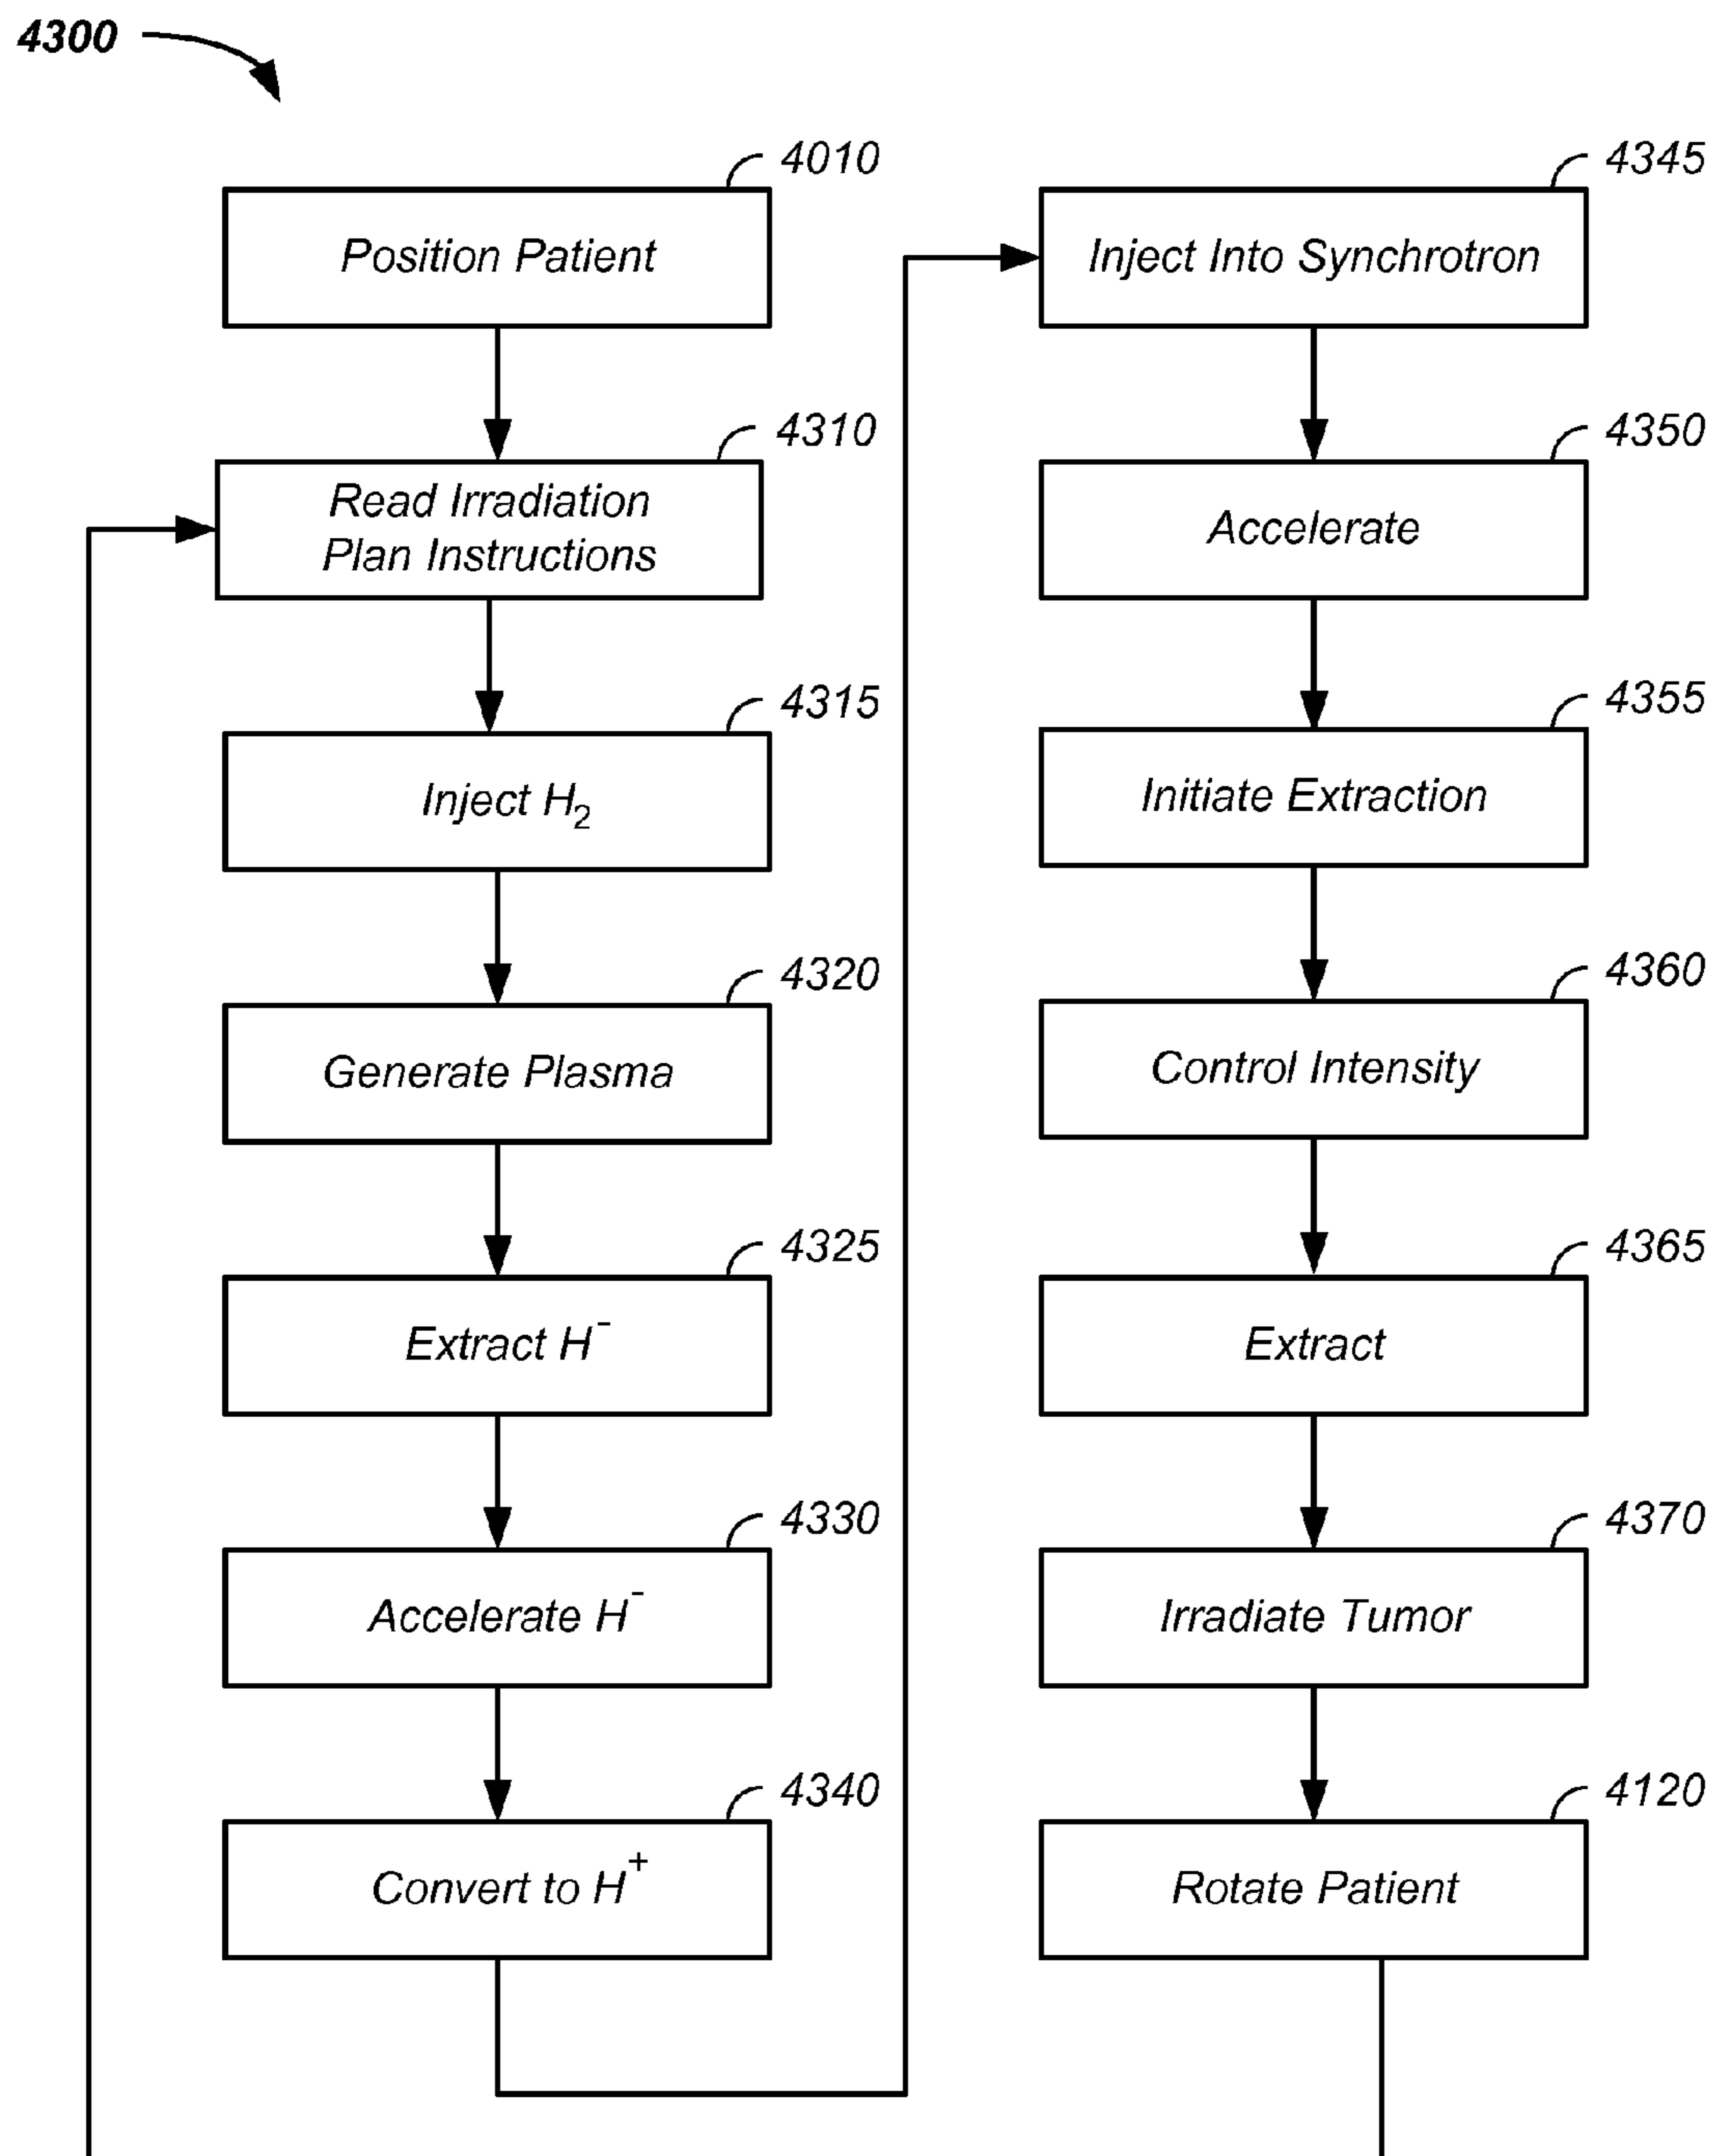 4300
4010
Position Patient
4310
Read Irradiation
Plan Instructions
4315
Inject H₂
4320
Generate Plasma
4325
Extract H⁻
4330
Accelerate H⁻
4340
Convert to H⁺
4345
Inject Into Synchrotron
4350
Accelerate
4355
Initiate Extraction
4360
Control Intensity
4365
Extract
4370
Irradiate Tumor
4120
Rotate Patient